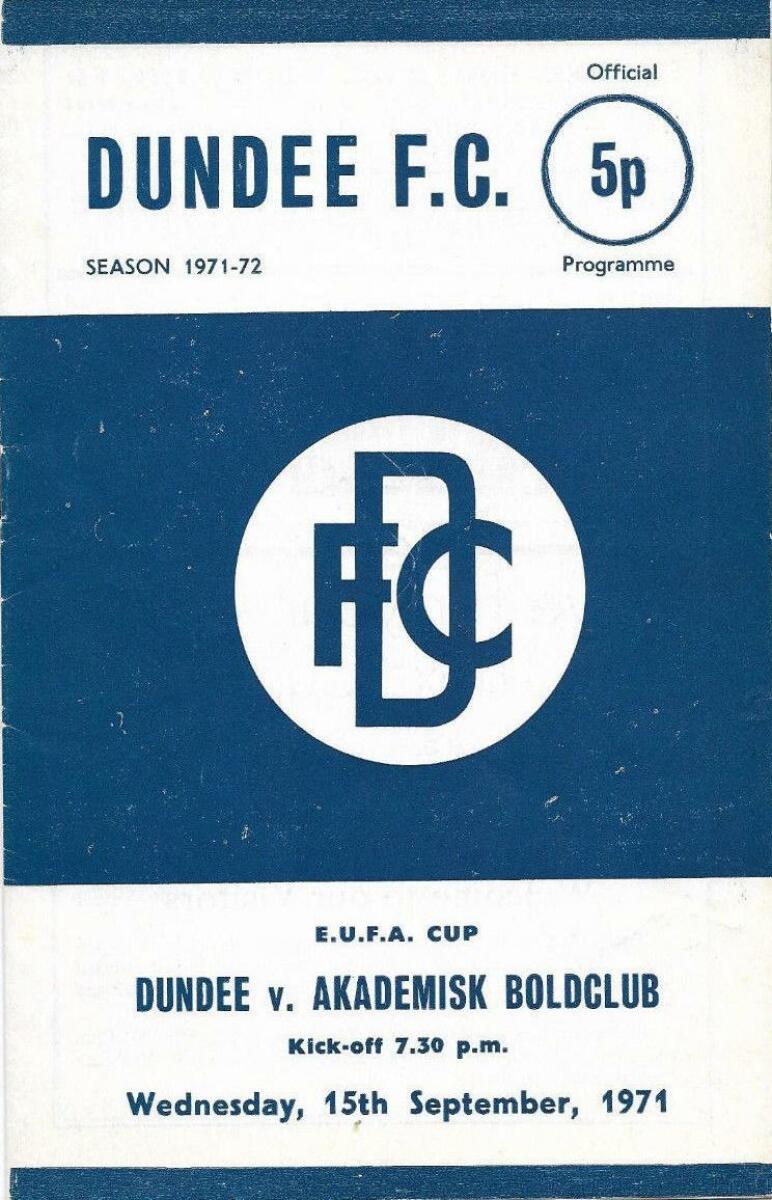 Official
DUNDEE F.C.
5p
SEASON 1971-72
Programme
DFC
E.U.F.A. CUP
DUNDEE v. AKADEMISK BOLDCLUB
Kick-off 7.30 p.m.
Wednesday, 15th September, 1971